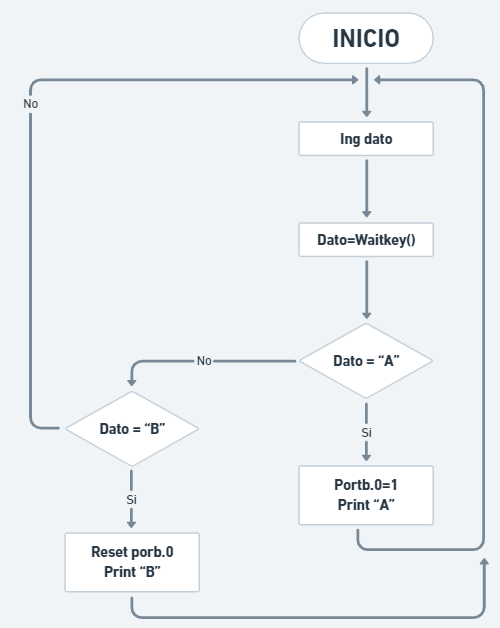 INICIO
No
Ing dato
Dato=Waitkey()
Dato = “A”
No
Dato = “B”
Si
Portb.0=1
Print “A”
Si
Reset porb.0
Print “B”